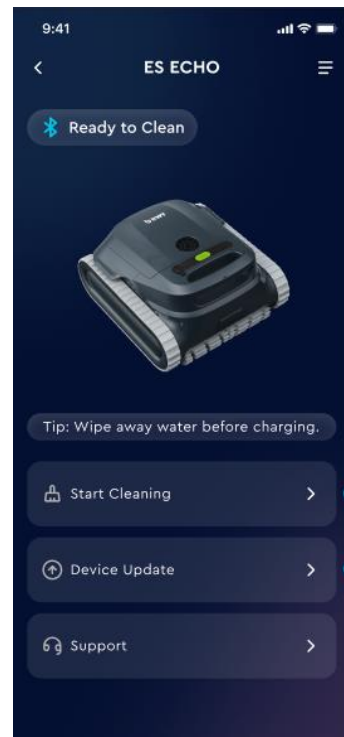 9:41
ES ECHO
Ready to Clean
Tip: Wipe away water before charging.
Start Cleaning
Device Update
Support